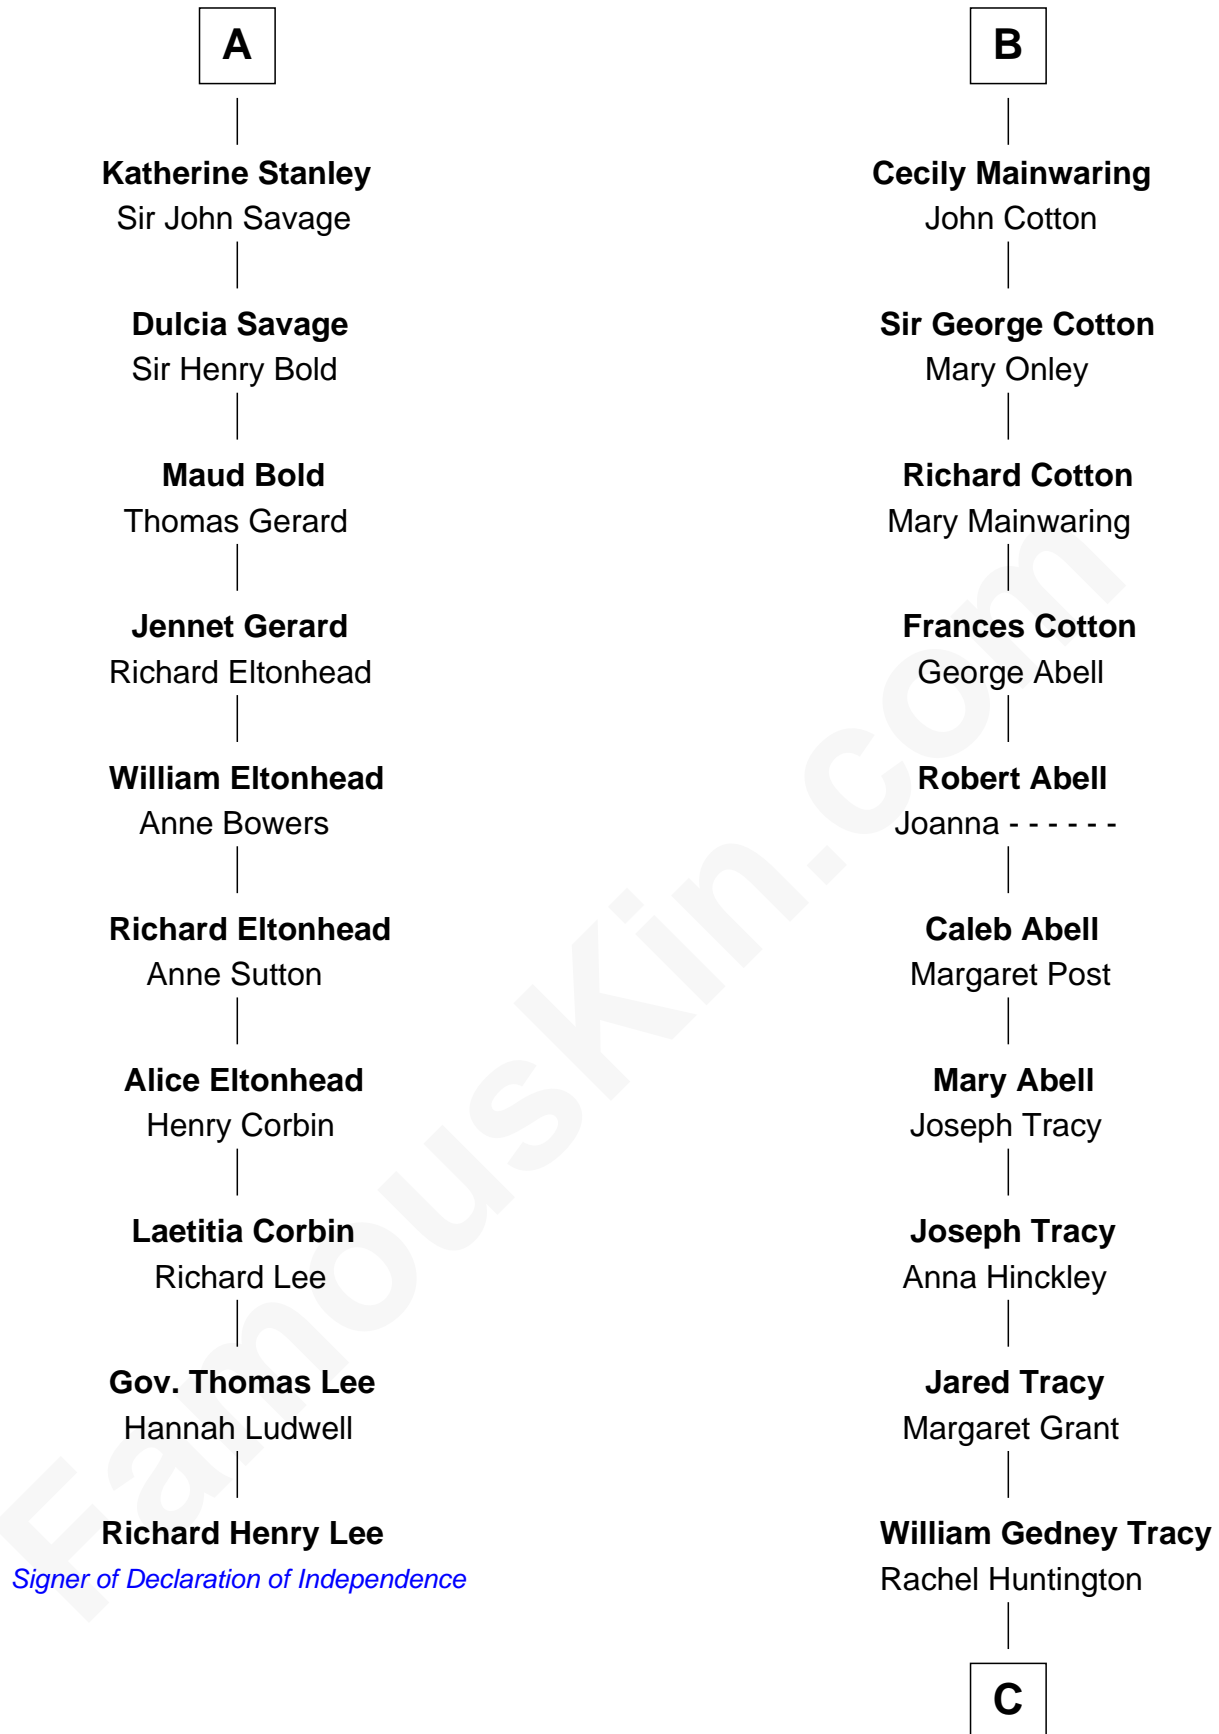 A
Katherine Stanley
Sir John Savage
Dulcia Savage
Sir Henry Bold
Maud Bold
Thomas Gerard
Jennet Gerard
Richard Eltonhead
William Eltonhead
Anne Bowers
Richard Eltonhead
Anne Sutton
Alice Eltonhead
Henry Corbin
Laetitia Corbin
Richard Lee
Gov. Thomas Lee
Hannah Ludwell
Richard Henry Lee
Signer of Declaration of Independence
B
Cecily Mainwaring
John Cotton
Sir George Cotton
Mary Onley
Richard Cotton
Mary Mainwaring
Frances Cotton
George Abell
Robert Abell
Joanna - - - - - -
Caleb Abell
Margaret Post
Mary Abell
Joseph Tracy
Joseph Tracy
Anna Hinckley
Jared Tracy
Margaret Grant
William Gedney Tracy
Rachel Huntington
C
FamousKin.com